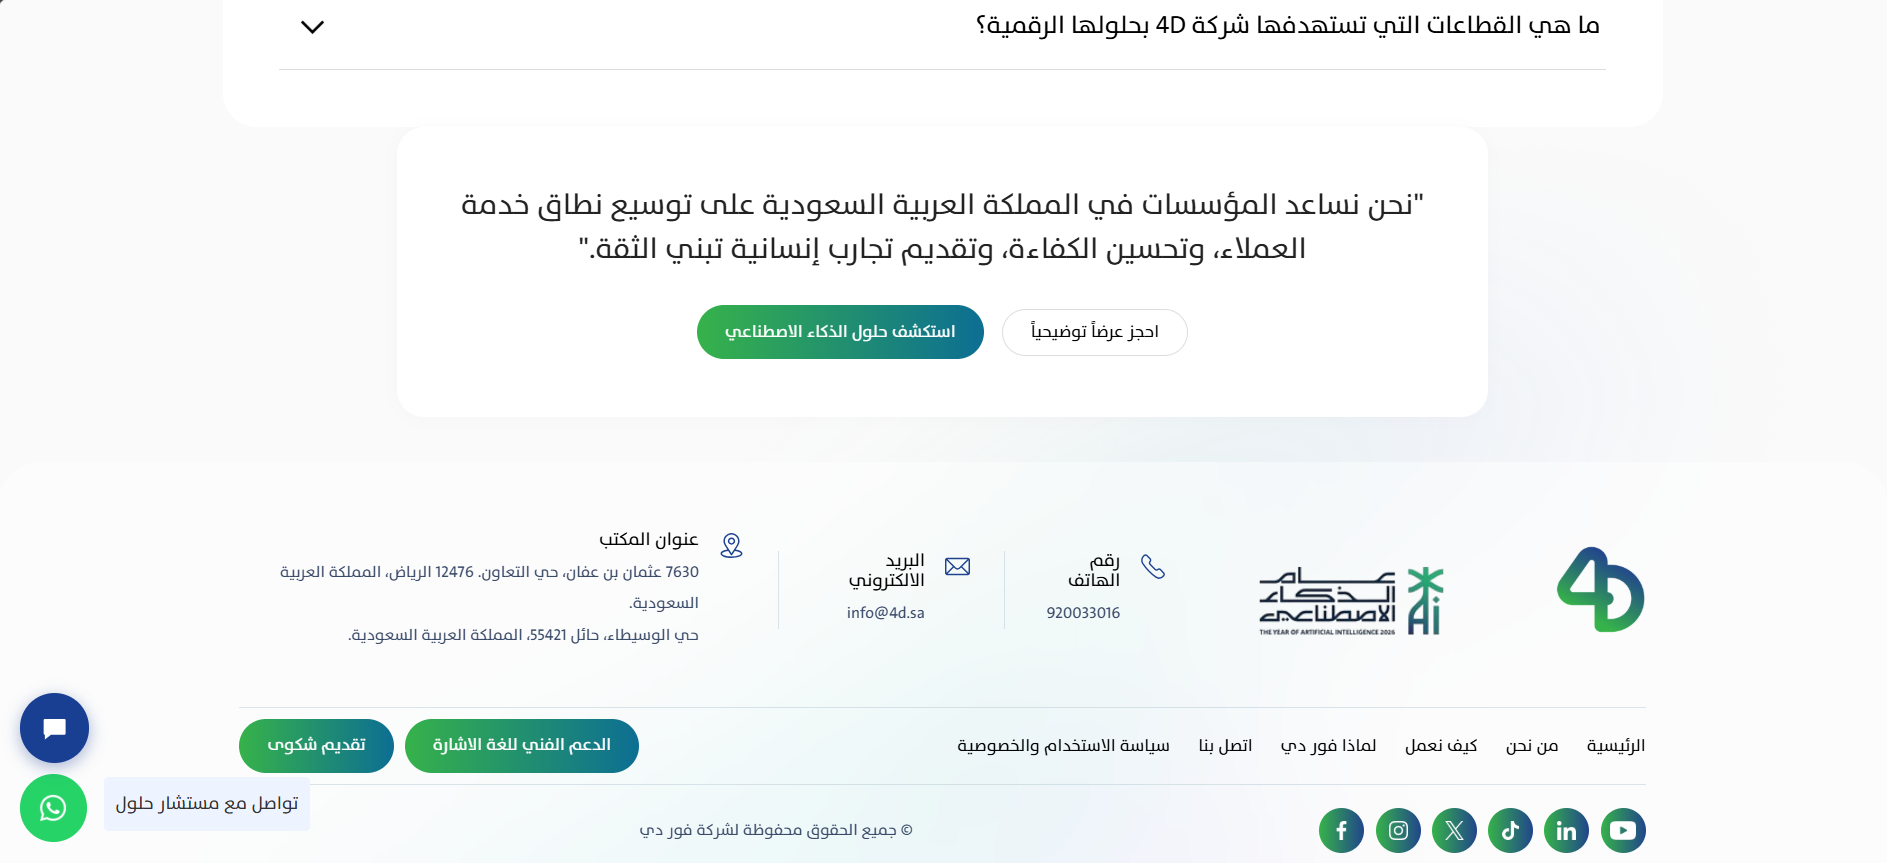 ما هي القطاعات التي تستهدفها شركة 4D بحلولها الرقمية؟
"نحن نساعد المؤسسات في المملكة العربية السعودية على توسيع نطاق خدمة
العملاء، وتحسين الكفاءة، وتقديم تجارب إنسانية تبني الثقة."
احجز عرضاً توضيحياً
استكشف حلول الذكاء الاصطناعي
4D
عــام
الذكاء
الاصطناعي
THE YEAR OF ARTIFICIAL INTELLIGENCE 2026
Ai
رقم
الهاتف
920033016
البريد
الالكتروني
info@4d.sa
عنوان المكتب
7630 عثمان بن عفان، حي التعاون. 12476 الرياض، المملكة العربية
السعودية.
حي الوسيطاء، حائل 55421، المملكة العربية السعودية.
الرئيسية
من نحن
كيف نعمل
لماذا فور دي
اتصل بنا
سياسة الاستخدام والخصوصية
الدعم الفني للغة الاشارة
تقديم شكوى
تواصل مع مستشار حلول
© جميع الحقوق محفوظة لشركة فور دي